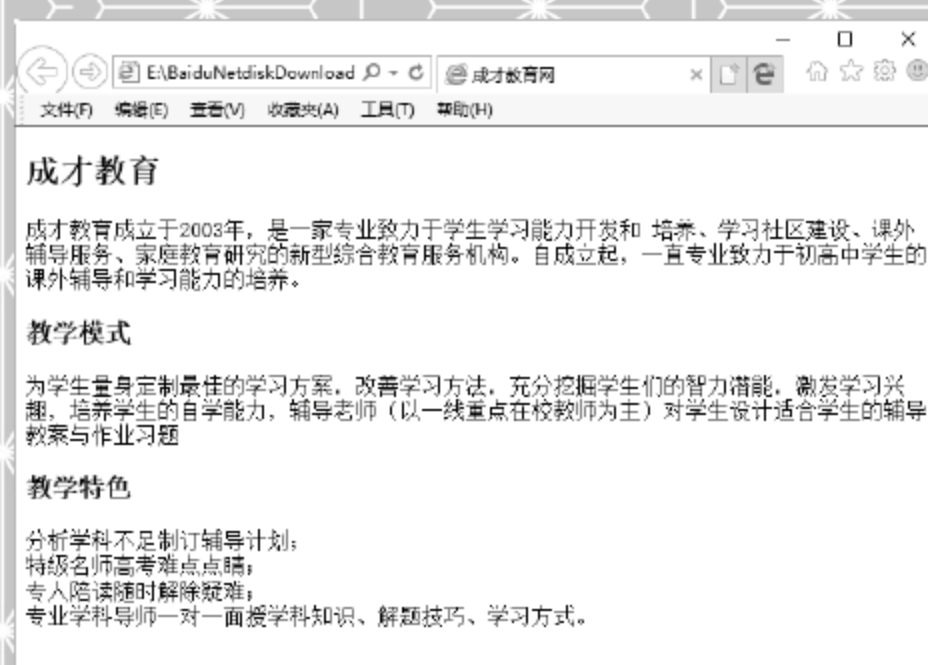 E:\BaiduNetdiskDownload
成才教育网
文件(F) 编辑(E) 查看(V) 收藏夹(A) 工具(T) 帮助(H)
成才教育
成才教育成立于2003年，是一家专业致力于学生学习能力开发和 培养、学习社区建设、课外
辅导服务、家庭教育研究的新型综合教育服务机构。自成立起，一直专业致力于初高中学生的
课外辅导和学习能力的培养。
教学模式
为学生量身定制最佳的学习方案，改善学习方法，充分挖掘学生们的智力潜能，激发学习兴
趣，培养学生的自学能力，辅导老师（以一线重点在校教师为主）对学生设计适合学生的辅导
教案与作业习题
教学特色
分析学科不足制订辅导计划；
特级名师高考难点点睛；
专人陪读随时解除疑难；
专业学科导师一对一面授学科知识、解题技巧、学习方式。